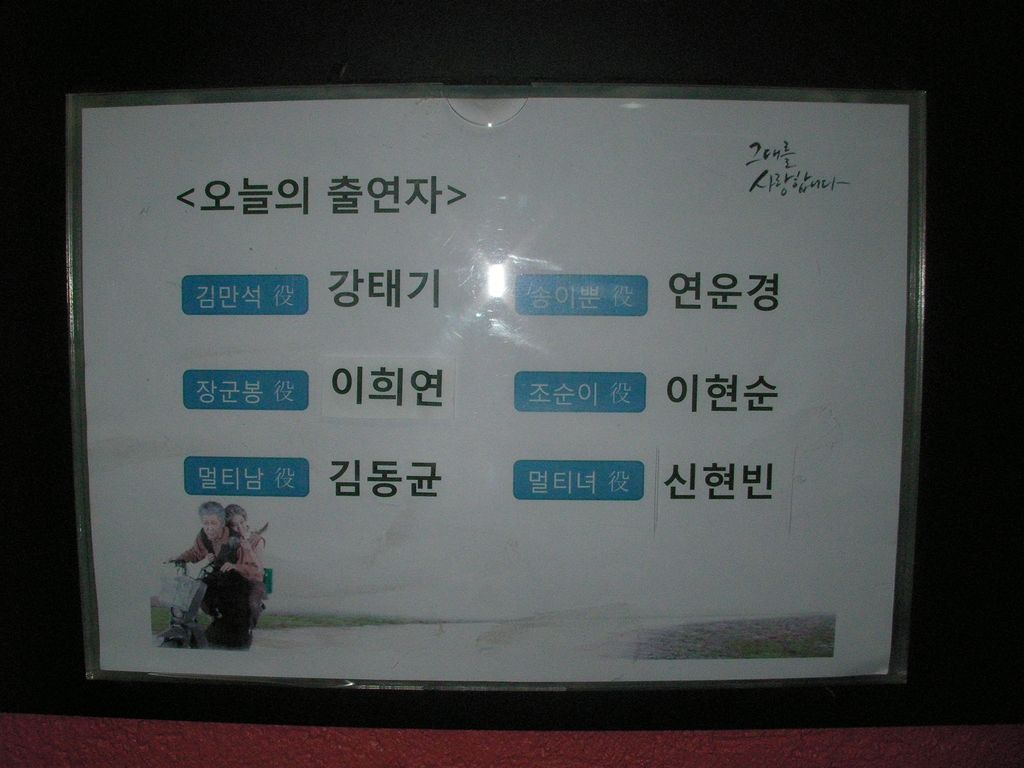 그대를
사랑합니다
<오늘의 출연자>
김만석 役 강태기 송이뿐 役 연운경
장군봉 役 이희연 조순이 役 이현순
멀티남 役 김동균 멀티녀 役 신현빈